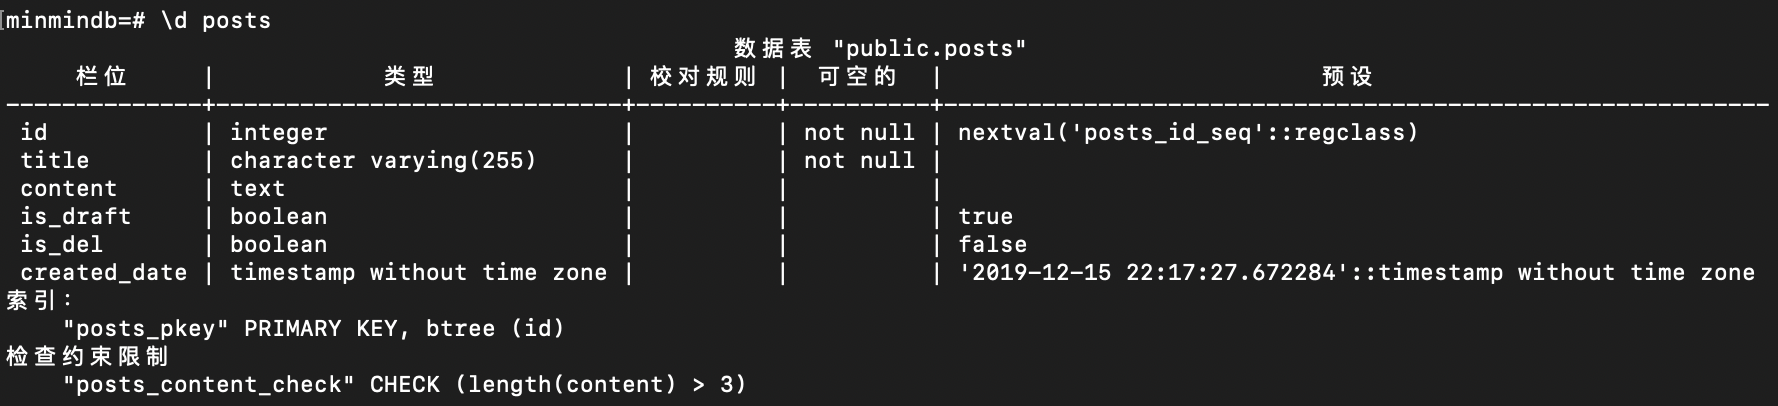 minmindb=# \d posts
数据表 "public.posts"
栏位 | 类型 | 校对规则 | 可空的 | 预设
--------------+-----------------------------+----------+----------+-----------------------------------------------------------
id | integer | | not null | nextval('posts_id_seq'::regclass)
title | character varying(255) | | not null |
content | text | | |
is_draft | boolean | | | true
is_del | boolean | | | false
created_date | timestamp without time zone | | | '2019-12-15 22:17:27.672284'::timestamp without time zone
索引:
"posts_pkey" PRIMARY KEY, btree (id)
检查约束限制
"posts_content_check" CHECK (length(content) > 3)